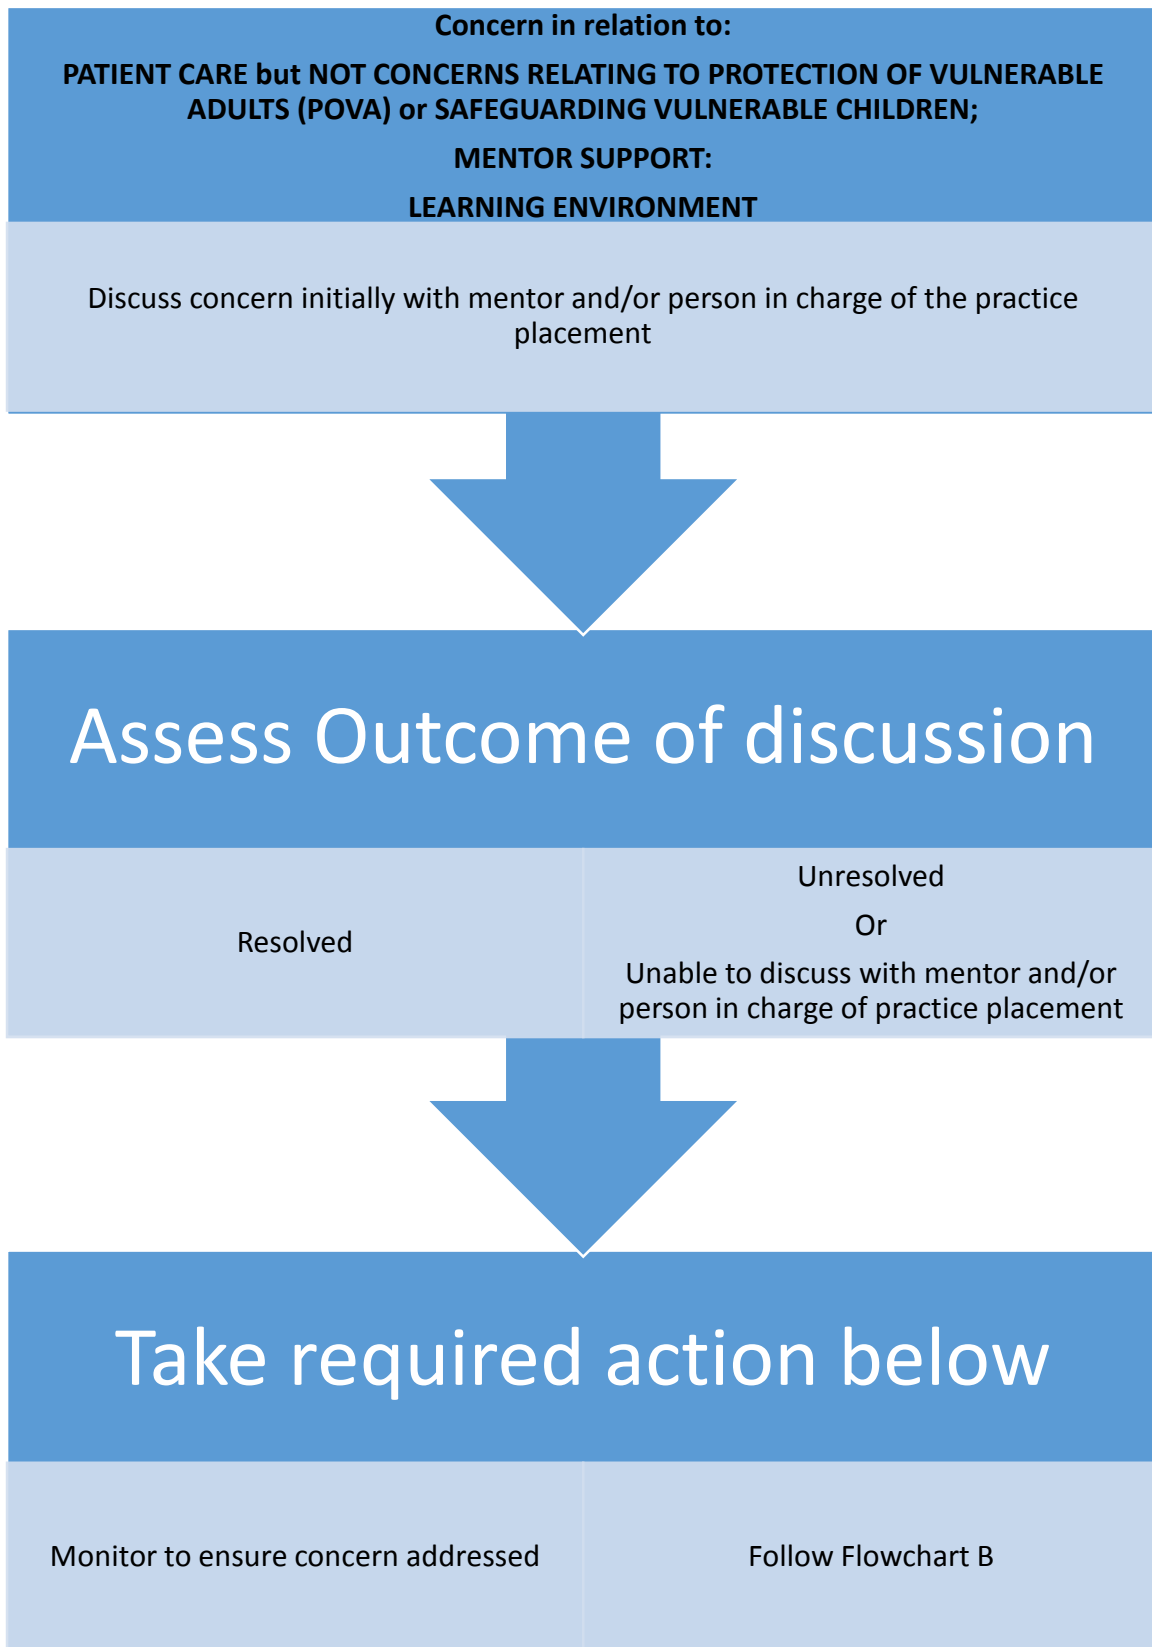 Concern in relation to:
PATIENT CARE but NOT CONCERNS RELATING TO PROTECTION OF VULNERABLE
ADULTS (POVA) or SAFEGUARDING VULNERABLE CHILDREN;
MENTOR SUPPORT:
LEARNING ENVIRONMENT
Discuss concern initially with mentor and/or person in charge of the practice
placement
Assess Outcome of discussion
Resolved
Unresolved
Or
Unable to discuss with mentor and/or
person in charge of practice placement
Take required action below
Monitor to ensure concern addressed
Follow Flowchart B